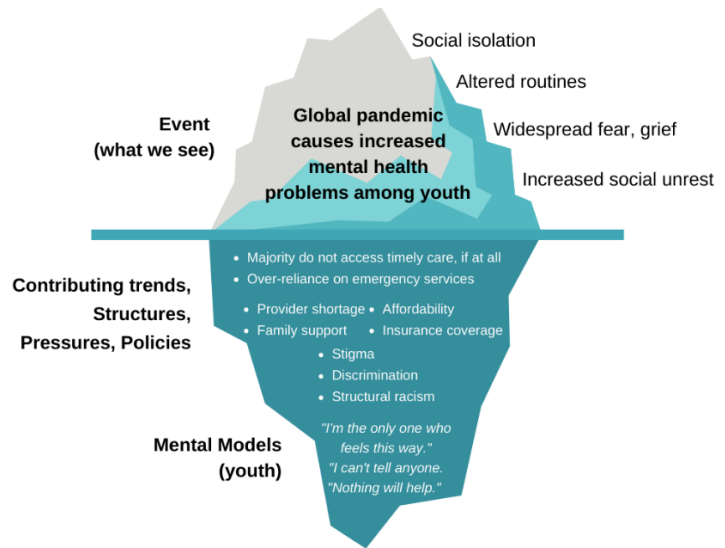 Social isolation
Altered routines
Widespread fear, grief
Increased social unrest
Event
(what we see)
Global pandemic
causes increased
mental health
problems among youth
• Majority do not access timely care, if at all
• Over-reliance on emergency services
Contributing trends,
Structures,
Pressures, Policies
• Provider shortage • Affordability
• Family support • Insurance coverage
• Stigma
• Discrimination
• Structural racism
Mental Models
(youth)
"I'm the only one who
feels this way."
"I can't tell anyone.
"Nothing will help."